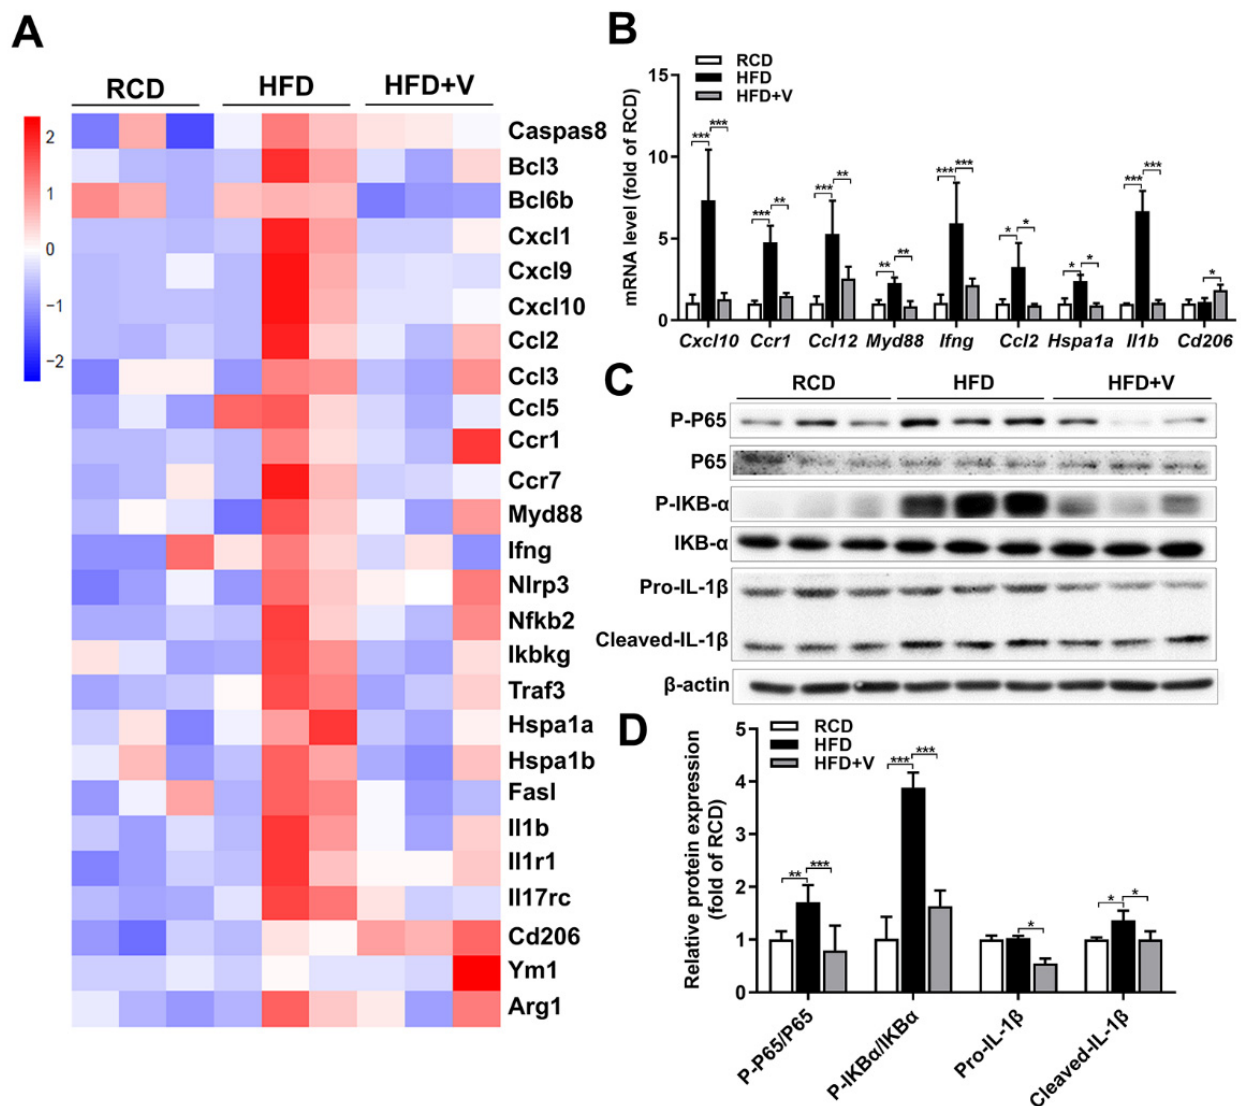 A
RCD HFD HFD+V
2
1
0
−1
−2
Caspas8
Bcl3
Bcl6b
Cxcl1
Cxcl9
Cxcl10
Ccl2
Ccl3
Ccl5
Ccr1
Ccr7
Myd88
Ifng
Nlrp3
Nfkb2
Ikbkg
Traf3
Hspa1a
Hspa1b
Fasl
Il1b
Il1r1
Il17rc
Cd206
Ym1
Arg1
B
RCD
HFD
HFD+V
mRNA level (fold of RCD)
15
10
5
0
*** *** *** ** *** ** ** ** *** *** * * * * *** *** *
Cxcl10 Ccr1 Ccl12 Myd88 Ifng Ccl2 Hspa1a Il1b Cd206
C
RCD HFD HFD+V
P-P65
P65
P-IKB-α
IKB-α
Pro-IL-1β
Cleaved-IL-1β
β-actin
D
RCD
HFD
HFD+V
Relative protein expression
(fold of RCD)
5
4
3
2
1
0
** *** *** *** * * *
P-P65/P65
P-IKBα/IKBα
Pro-IL-1β
Cleaved-IL-1β